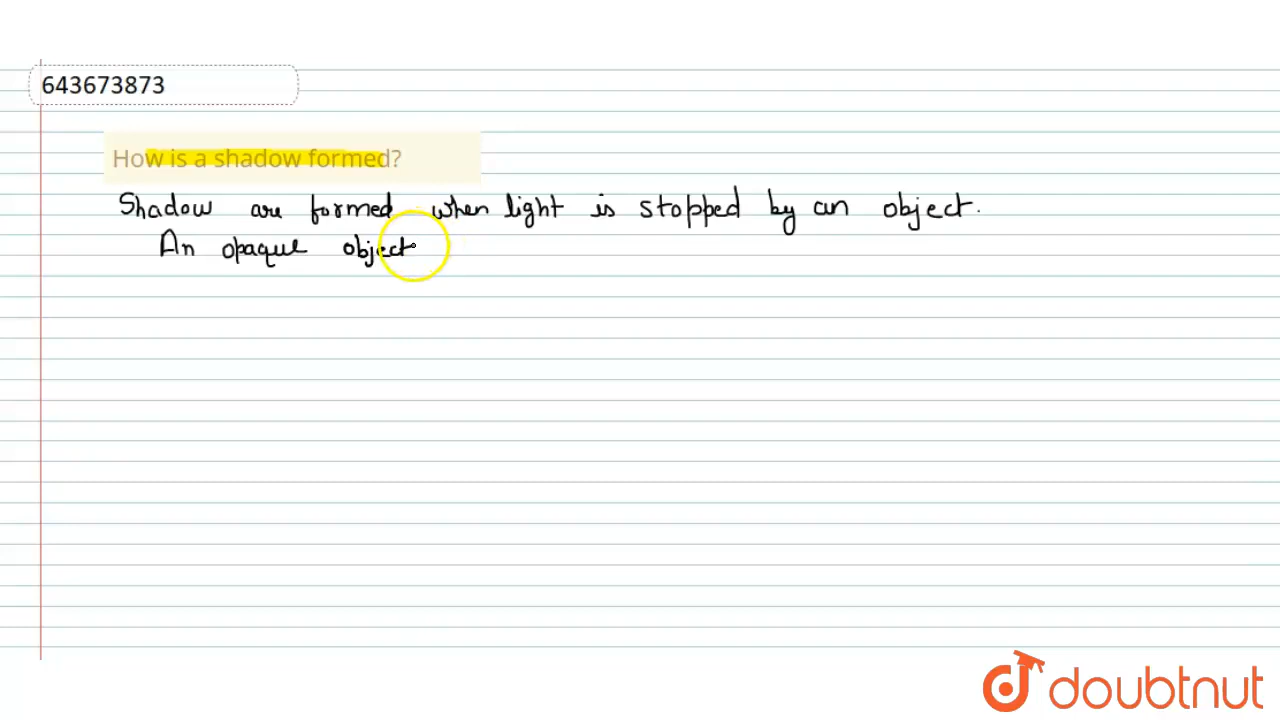 643673873
How is a shadow formed?
Shadow are formed when light is stopped by an object.
An opaque object
doubtnut